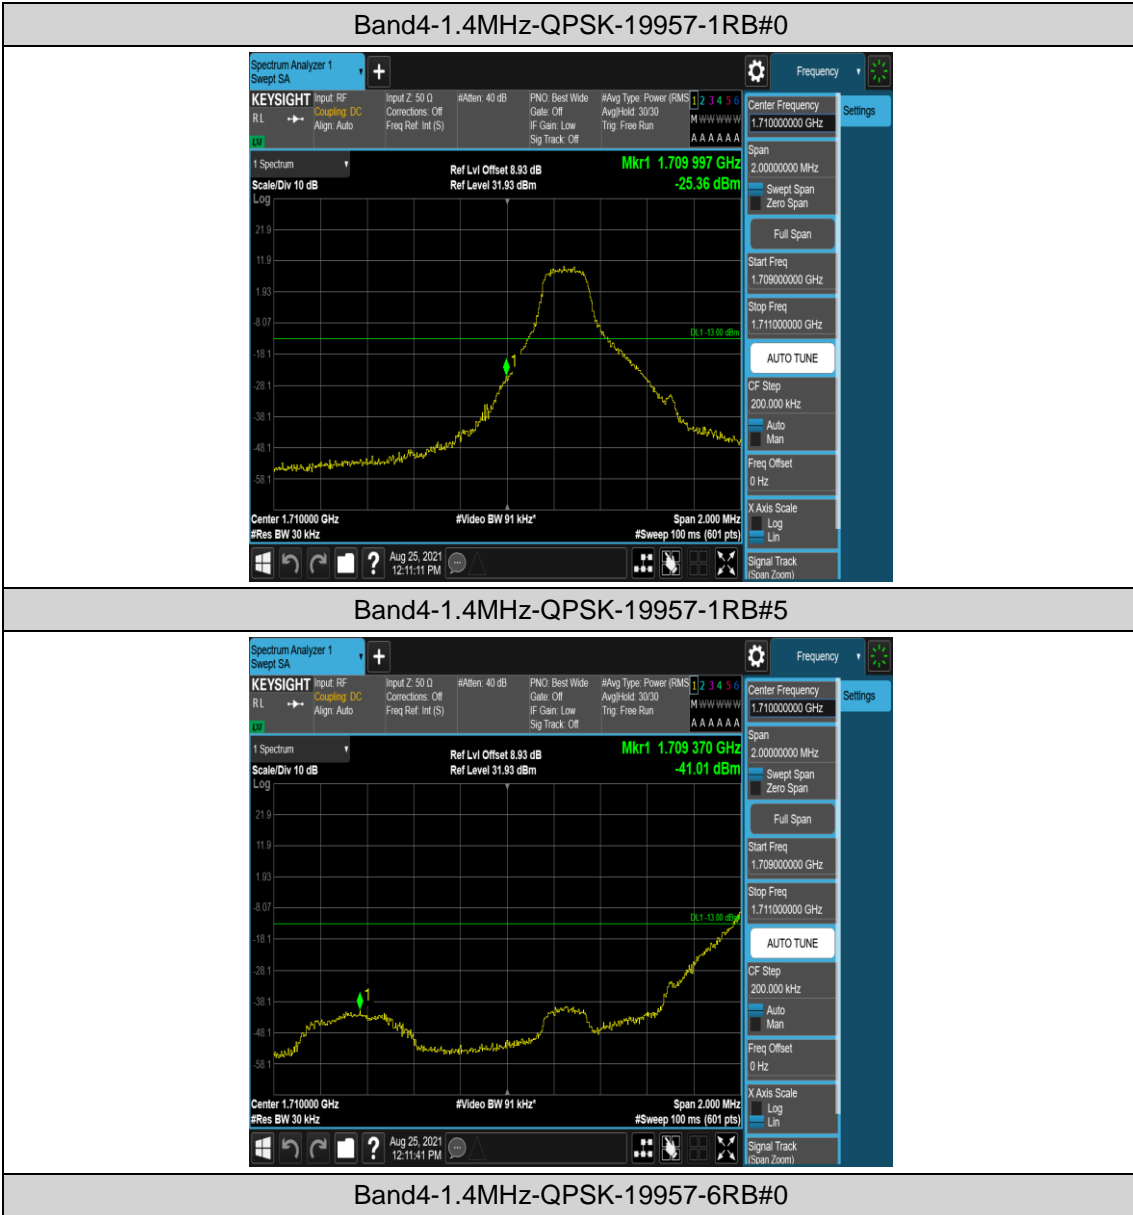 Band4-1.4MHz-QPSK-19957-1RB#0
Spectrum Analyzer 1
Swept SA
Frequency
KEYSIGHT
RL
Input: RF
Coupling: DC
Align: Auto
Input Z: 50 Ω
Corrections: Off
Freq Ref: Int (S)
#Atten: 40 dB
PNO: Best Wide
Gate: Off
IF Gain: Low
Sig Track: Off
#Avg Type: Power (RMS
Avg|Hold: 30/30
Trig: Free Run
1 2 3 4 5 6
M W W W W W
A A A A A A
1 Spectrum
Scale/Div 10 dB
Log
Ref Lvl Offset 8.93 dB
Ref Level 31.93 dBm
Mkr1 1.709 997 GHz
-25.36 dBm
21.9
11.9
1.93
-8.07
-18.1
-28.1
-38.1
-48.1
-58.1
DL1 -13.00 dBm
1
Center 1.710000 GHz
#Res BW 30 kHz
#Video BW 91 kHz*
Span 2.000 MHz
#Sweep 100 ms (601 pts)
Aug 25, 2021
12:11:11 PM
Center Frequency
1.710000000 GHz
Settings
Span
2.00000000 MHz
Swept Span
Zero Span
Full Span
Start Freq
1.709000000 GHz
Stop Freq
1.711000000 GHz
AUTO TUNE
CF Step
200.000 kHz
Auto
Man
Freq Offset
0 Hz
X Axis Scale
Log
Lin
Signal Track
(Span Zoom)
Band4-1.4MHz-QPSK-19957-1RB#5
Spectrum Analyzer 1
Swept SA
Frequency
KEYSIGHT
RL
Input: RF
Coupling: DC
Align: Auto
Input Z: 50 Ω
Corrections: Off
Freq Ref: Int (S)
#Atten: 40 dB
PNO: Best Wide
Gate: Off
IF Gain: Low
Sig Track: Off
#Avg Type: Power (RMS
Avg|Hold: 30/30
Trig: Free Run
1 2 3 4 5 6
M W W W W W
A A A A A A
1 Spectrum
Scale/Div 10 dB
Log
Ref Lvl Offset 8.93 dB
Ref Level 31.93 dBm
Mkr1 1.709 370 GHz
-41.01 dBm
21.9
11.9
1.93
-8.07
-18.1
-28.1
-38.1
-48.1
-58.1
DL1 -13.00 dBm
1
Center 1.710000 GHz
#Res BW 30 kHz
#Video BW 91 kHz*
Span 2.000 MHz
#Sweep 100 ms (601 pts)
Aug 25, 2021
12:11:41 PM
Center Frequency
1.710000000 GHz
Settings
Span
2.00000000 MHz
Swept Span
Zero Span
Full Span
Start Freq
1.709000000 GHz
Stop Freq
1.711000000 GHz
AUTO TUNE
CF Step
200.000 kHz
Auto
Man
Freq Offset
0 Hz
X Axis Scale
Log
Lin
Signal Track
(Span Zoom)
Band4-1.4MHz-QPSK-19957-6RB#0